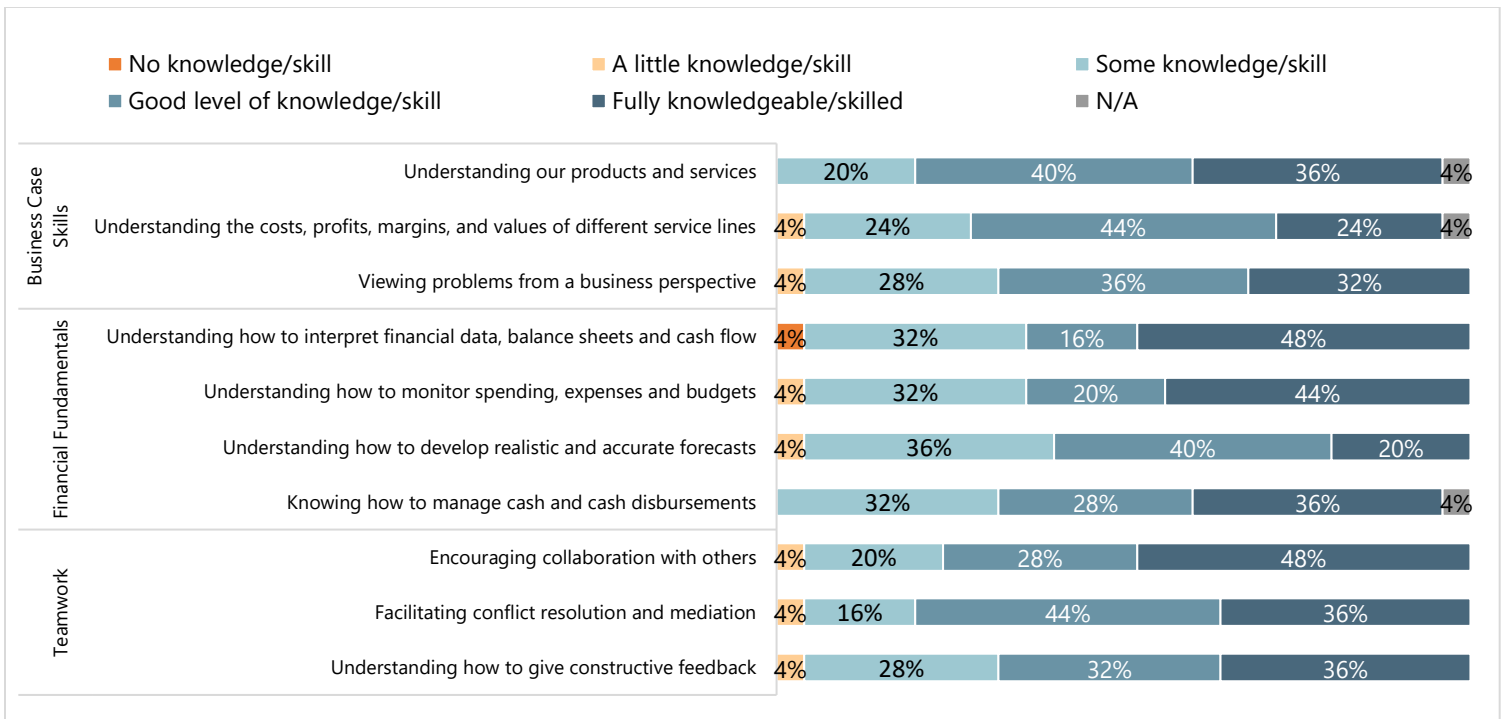 No knowledge/skill
A little knowledge/skill
Some knowledge/skill
Good level of knowledge/skill
Fully knowledgeable/skilled
N/A
Business Case
Skills
Understanding our products and services
20% 40% 36% 4%
Understanding the costs, profits, margins, and values of different service lines
4% 24% 44% 24% 4%
Viewing problems from a business perspective
4% 28% 36% 32%
Financial Fundamentals
Understanding how to interpret financial data, balance sheets and cash flow
4% 32% 16% 48%
Understanding how to monitor spending, expenses and budgets
4% 32% 20% 44%
Understanding how to develop realistic and accurate forecasts
4% 36% 40% 20%
Knowing how to manage cash and cash disbursements
32% 28% 36% 4%
Teamwork
Encouraging collaboration with others
4% 20% 28% 48%
Facilitating conflict resolution and mediation
4% 16% 44% 36%
Understanding how to give constructive feedback
4% 28% 32% 36%